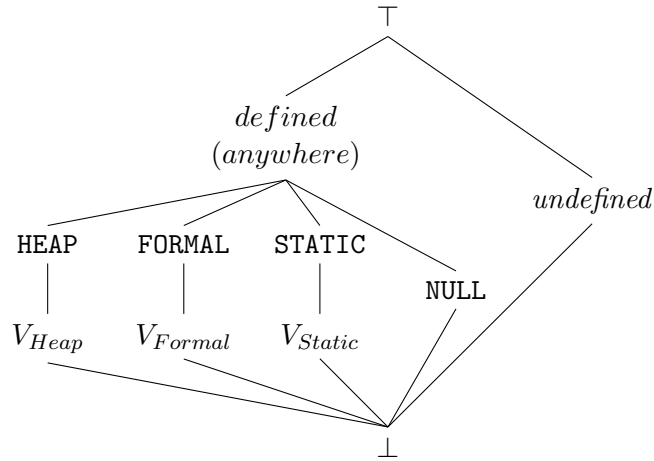 ⊤
defined
(anywhere)
undefined
HEAP FORMAL STATIC
NULL
V_Heap V_Formal V_Static
⊥